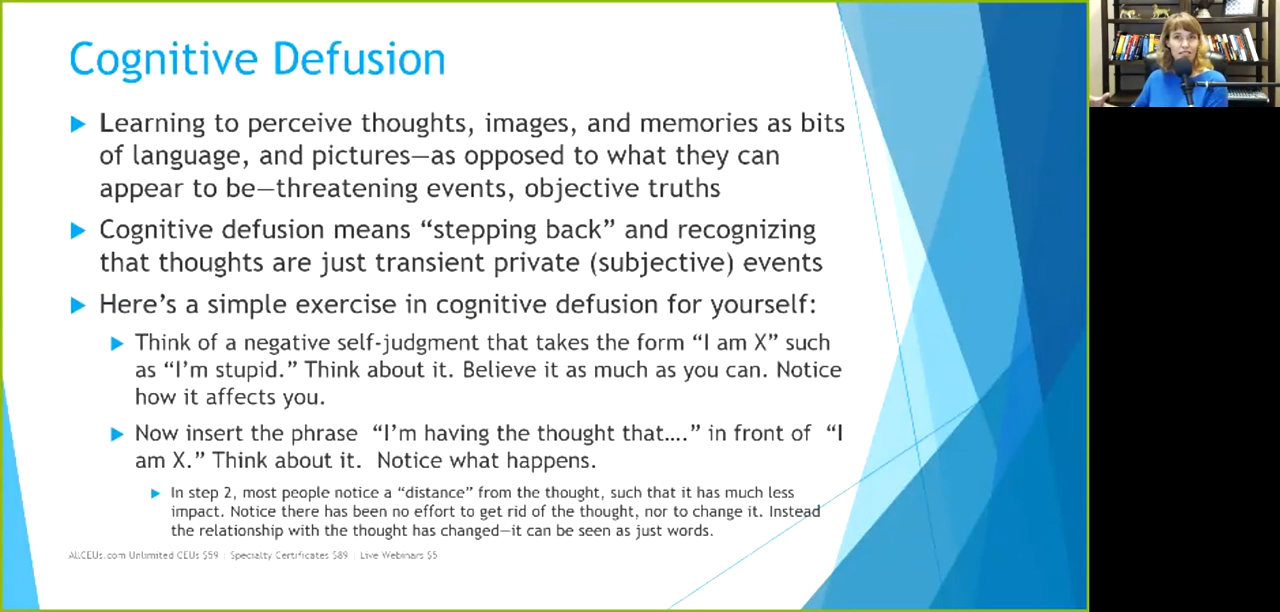 Cognitive Defusion
Learning to perceive thoughts, images, and memories as bits
of language, and pictures—as opposed to what they can
appear to be—threatening events, objective truths
Cognitive defusion means “stepping back” and recognizing
that thoughts are just transient private (subjective) events
Here’s a simple exercise in cognitive defusion for yourself:
Think of a negative self-judgment that takes the form “I am X” such
as “I’m stupid.” Think about it. Believe it as much as you can. Notice
how it affects you.
Now insert the phrase “I’m having the thought that….” in front of “I
am X.” Think about it. Notice what happens.
In step 2, most people notice a “distance” from the thought, such that it has much less
impact. Notice there has been no effort to get rid of the thought, nor to change it. Instead
the relationship with the thought has changed—it can be seen as just words.
AllCEUs.com Unlimited CEUs $59 | Specialty Certificates $89 | Live Webinars $5